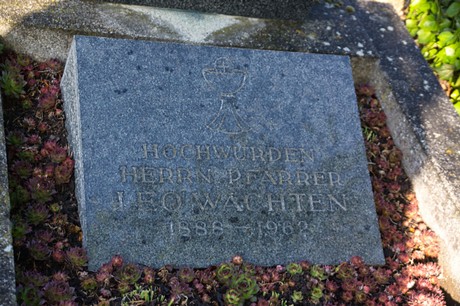 HOCHWÜRDEN
HERRN PFARRER
LEO WACHTEN
1888-1962